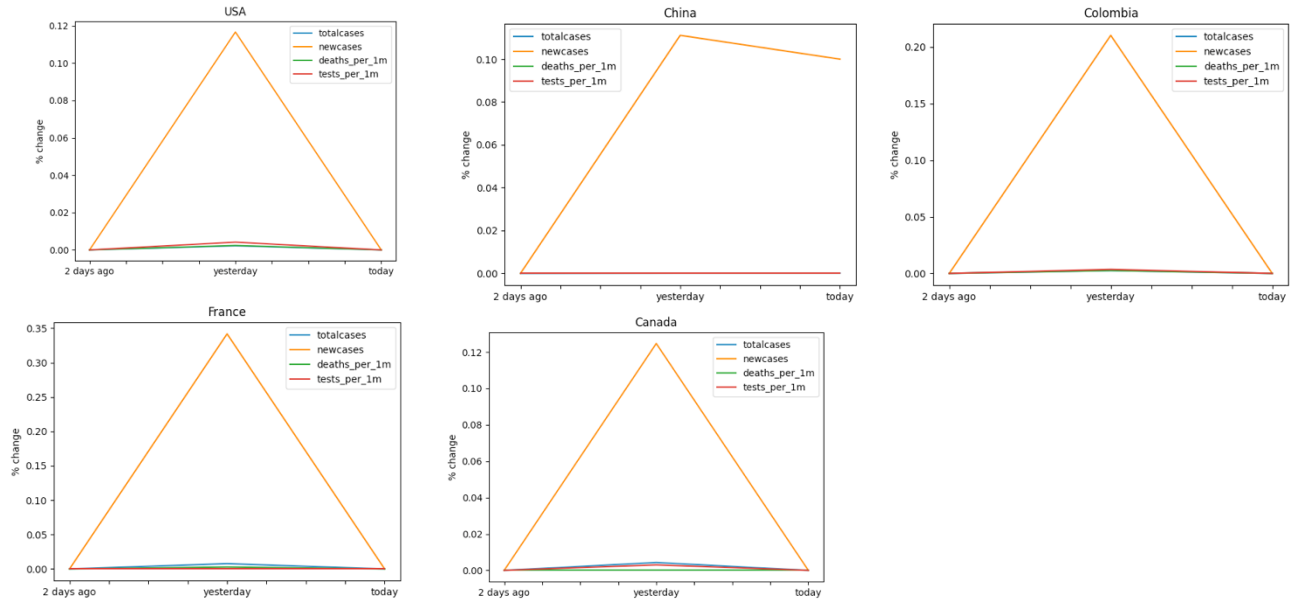 USA
0.12
0.10
0.08
0.06
0.04
0.02
0.00
% change
totalcases
newcases
deaths_per_1m
tests_per_1m
2 days ago yesterday today
China
0.10
0.08
0.06
0.04
0.02
0.00
% change
totalcases
newcases
deaths_per_1m
tests_per_1m
2 days ago yesterday today
Colombia
0.20
0.15
0.10
0.05
0.00
% change
totalcases
newcases
deaths_per_1m
tests_per_1m
2 days ago yesterday today
France
0.35
0.30
0.25
0.20
0.15
0.10
0.05
0.00
% change
totalcases
newcases
deaths_per_1m
tests_per_1m
2 days ago yesterday today
Canada
0.12
0.10
0.08
0.06
0.04
0.02
0.00
% change
totalcases
newcases
deaths_per_1m
tests_per_1m
2 days ago yesterday today